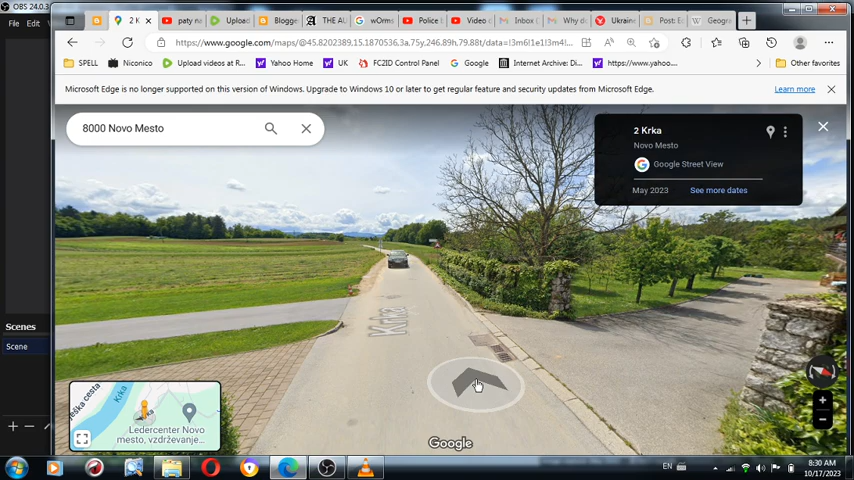 OBS 24.0.3
File Edit
2 K
paty na
Upload
Blogge
THE AU
wOrms
Police l
Video d
Inbox (
Why do
Ukrain
Post: Ec
Geogr
https://www.google.com/maps/@45.8202389,15.1870536,3a,75y,246.89h,79.88t/data=!3m6!1e1!3m4!...
SPELL
Niconico
Upload videos at R...
Yahoo Home
UK
FC2ID Control Panel
Google
Internet Archive: Di...
https://www.yahoo....
Other favorites
Microsoft Edge is no longer supported on this version of Windows. Upgrade to Windows 10 or later to get regular feature and security updates from Microsoft Edge.
Learn more
8000 Novo Mesto
2 Krka
Novo Mesto
Google Street View
May 2023
See more dates
Krka
Scenes
Scene
Krka
Krka
Ledercenter Novo
mesto, vzdrževanje...
Google
EN
8:30 AM
10/17/2023